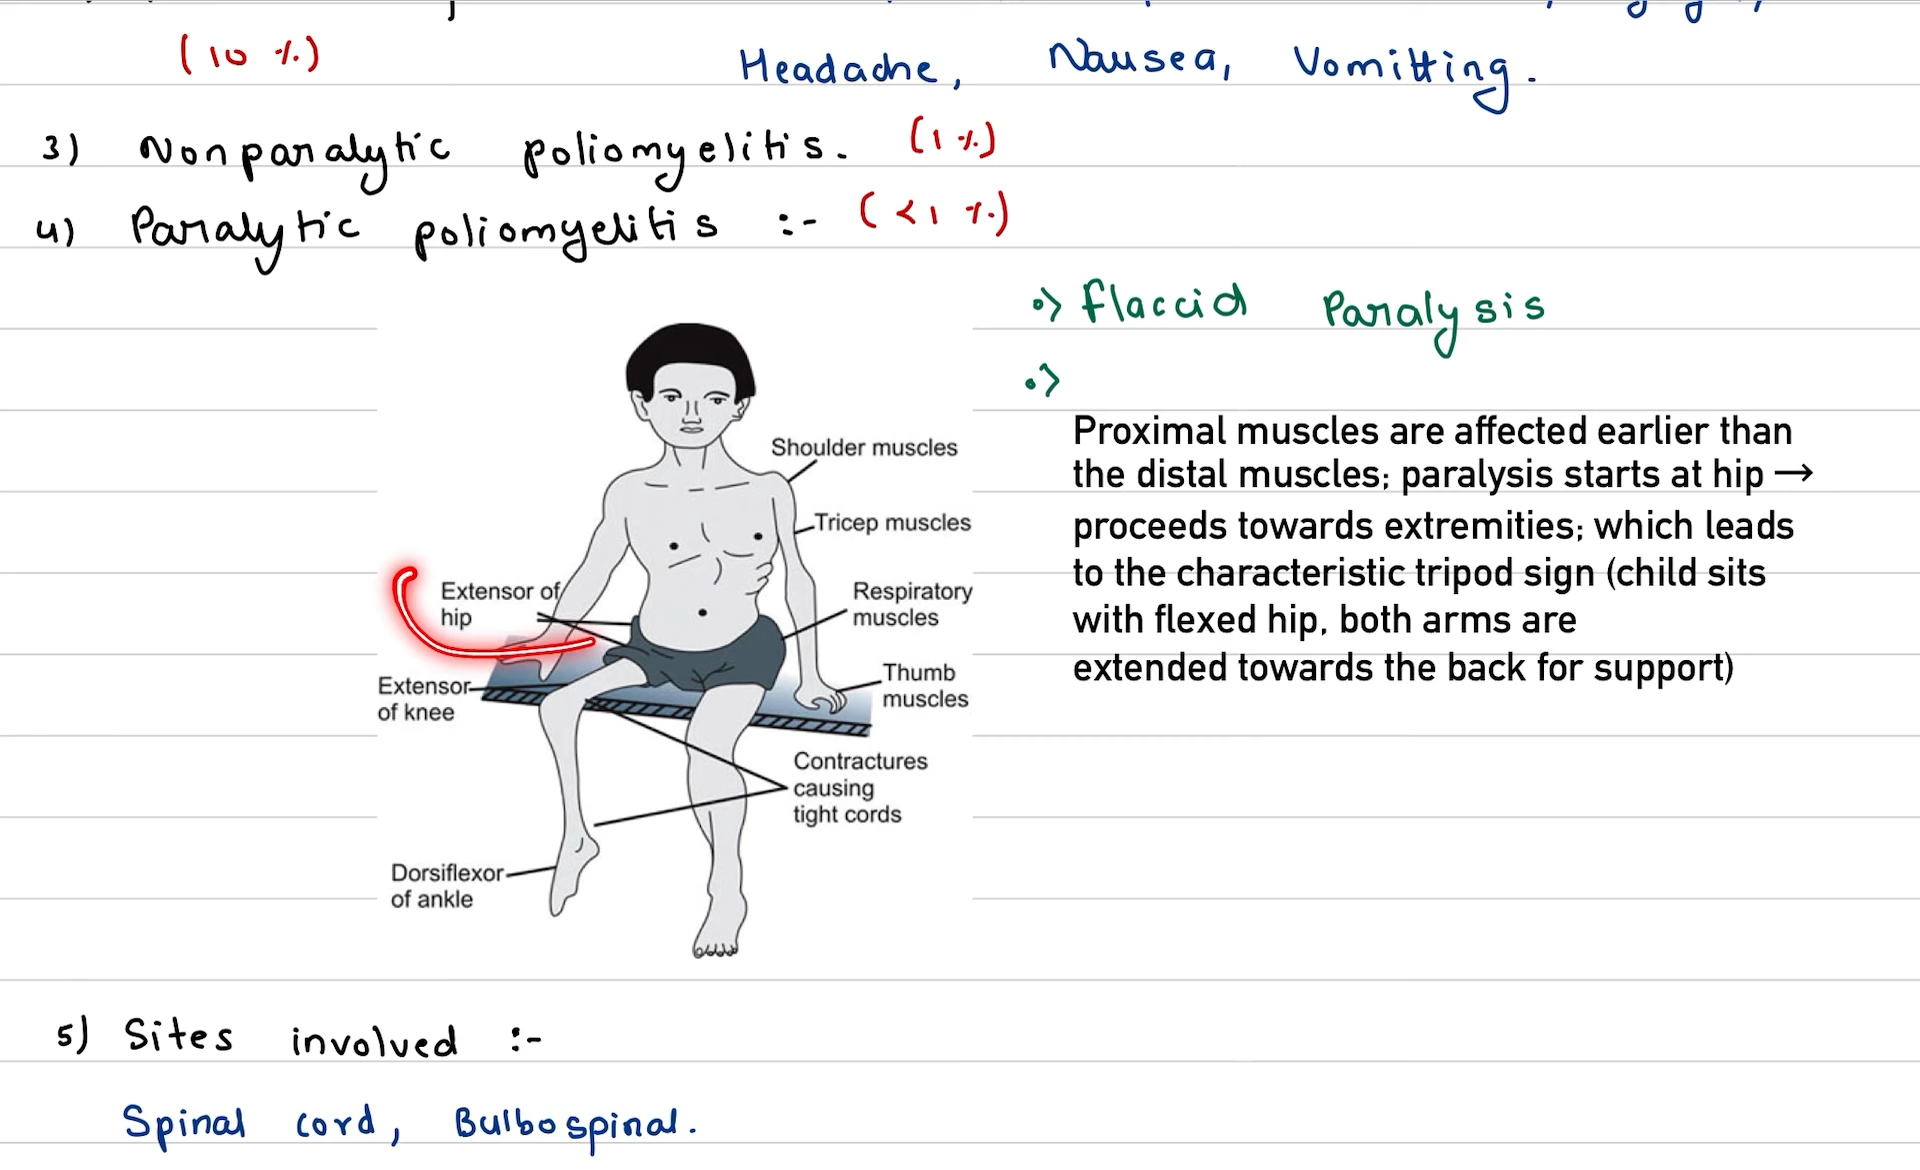 (10 %)
Headache, Nausea, Vomitting.
3) Nonparalytic poliomyelitis. (1 %)
4) Paralytic poliomyelitis :- (<1 %)
•> flaccid Paralysis
•>
Proximal muscles are affected earlier than
the distal muscles; paralysis starts at hip →
proceeds towards extremities; which leads
to the characteristic tripod sign (child sits
with flexed hip, both arms are
extended towards the back for support)
Shoulder muscles
Tricep muscles
Extensor of
hip
Respiratory
muscles
Extensor
of knee
Thumb
muscles
Contractures
causing
tight cords
Dorsiflexor
of ankle
5) Sites involved :-
Spinal cord, Bulbospinal.